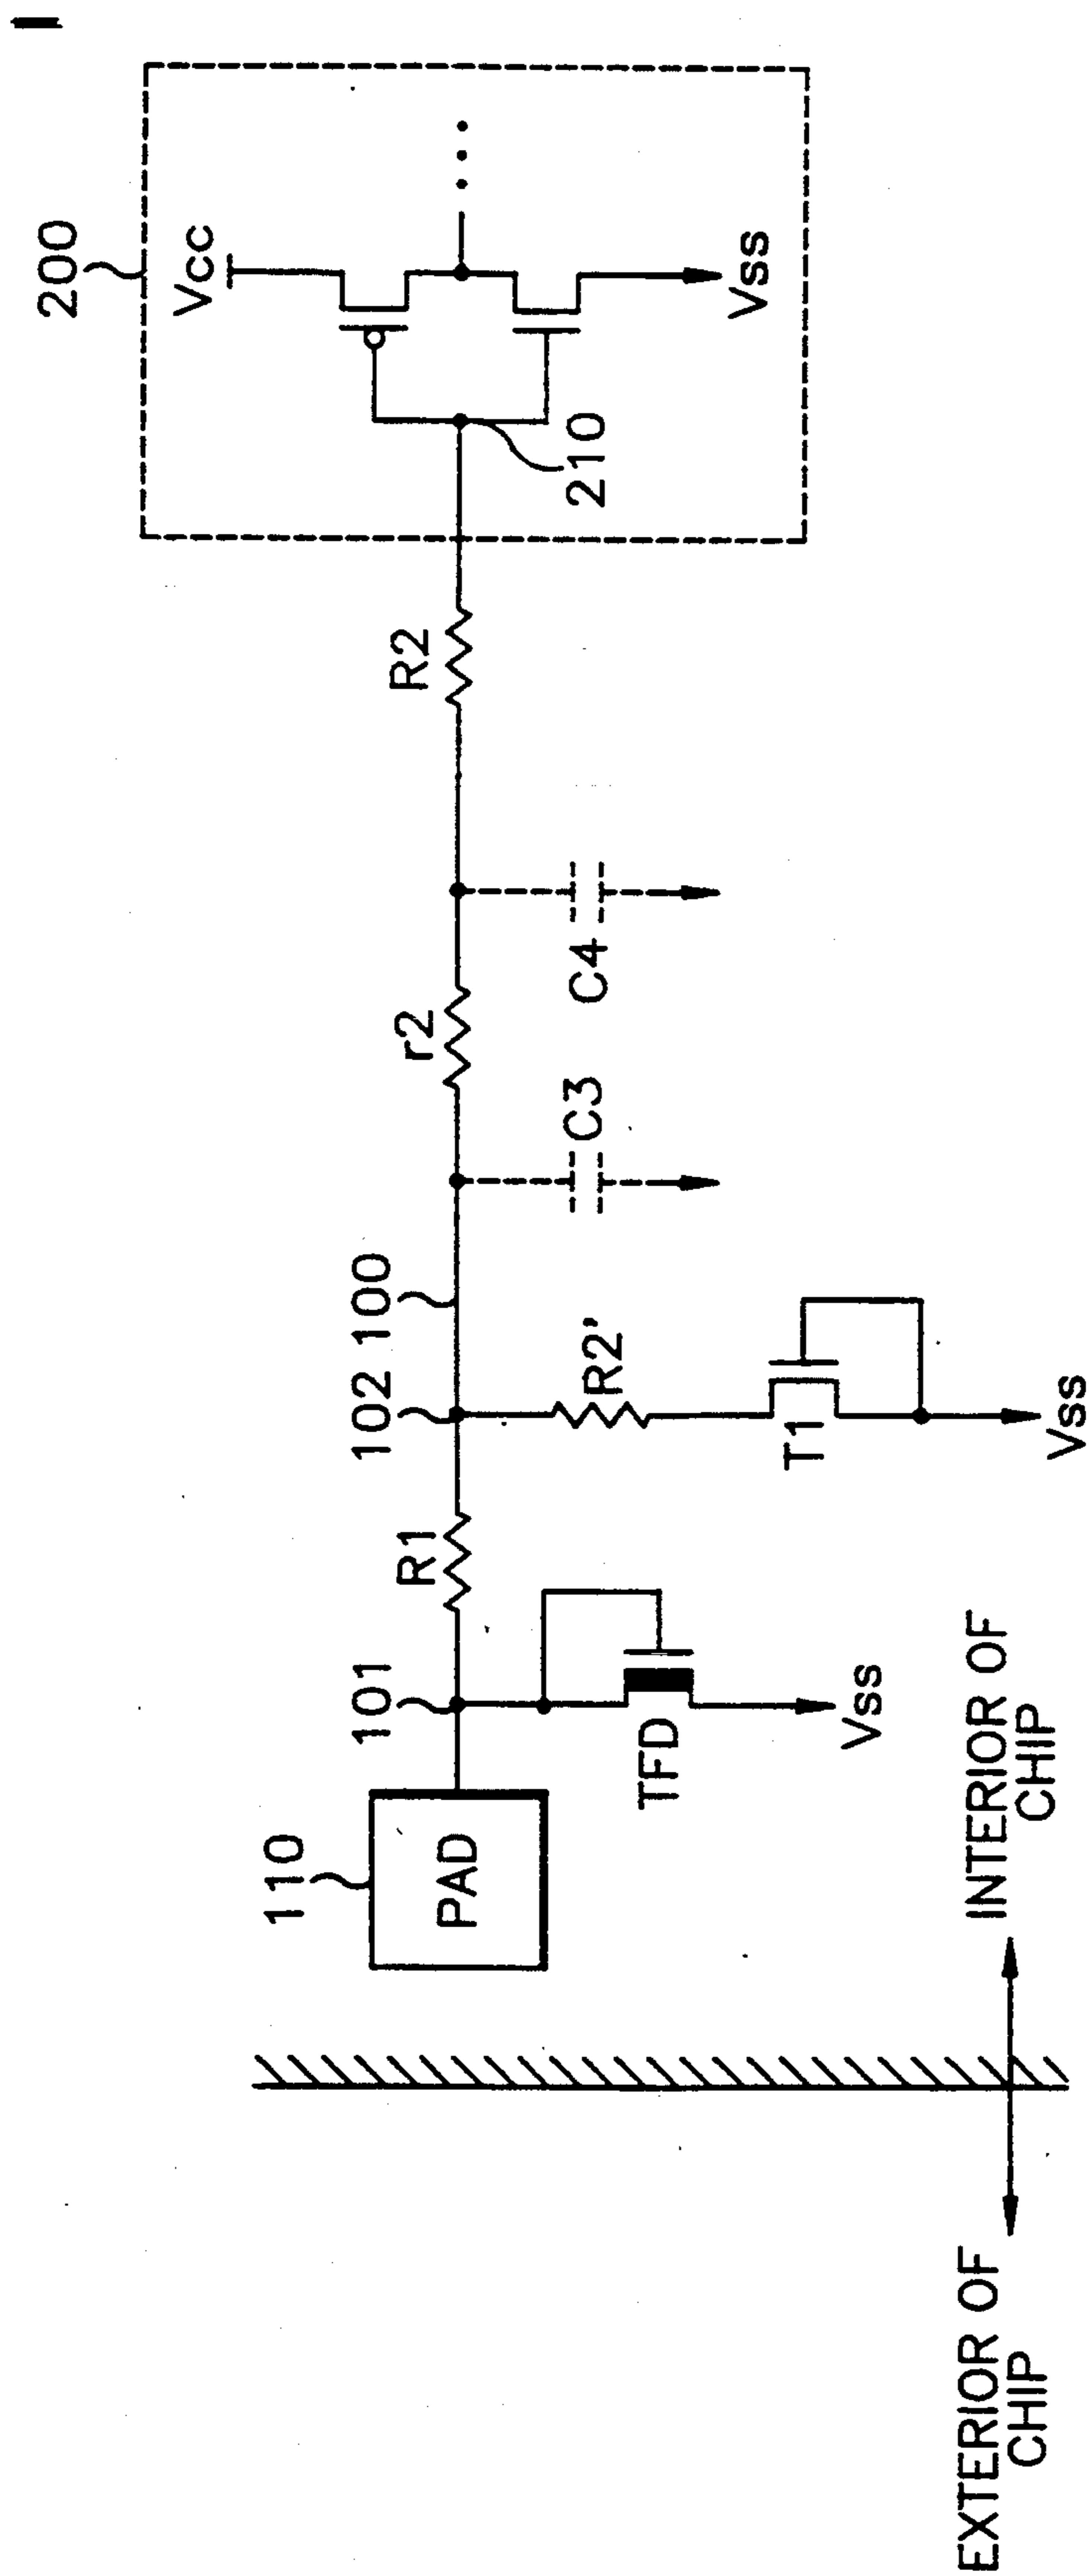 200
Vcc
210
Vss
R2
r2
C4
C3
100
102
R2'
T1
Vss
R1
101
TFD
Vss
110
PAD
INTERIOR OF
CHIP
EXTERIOR OF
CHIP